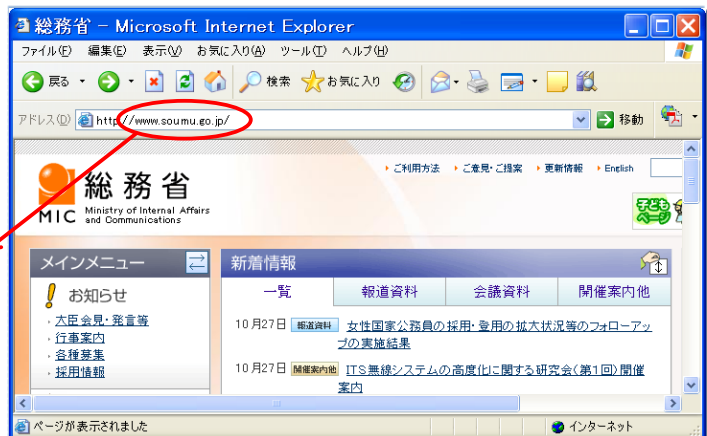 総務省 - Microsoft Internet Explorer
ファイル(F) 編集(E) 表示(V) お気に入り(A) ツール(T) ヘルプ(H)
戻る 検索 お気に入り
アドレス(D) http://www.soumu.go.jp/ 移動
ご利用方法 ご意見・ご提案 更新情報 English
総務省
MIC Ministry of Internal Affairs and Communications
子どもページ
メインメニュー 新着情報
お知らせ 一覧 報道資料 会議資料 開催案内他
・大臣会見・発言等
・行事案内
・各種募集
・採用情報
10月27日 報道資料 女性国家公務員の採用・登用の拡大状況等のフォローアップの実施結果
10月27日 開催案内他 ITS無線システムの高度化に関する研究会(第1回)開催案内
ページが表示されました インターネット